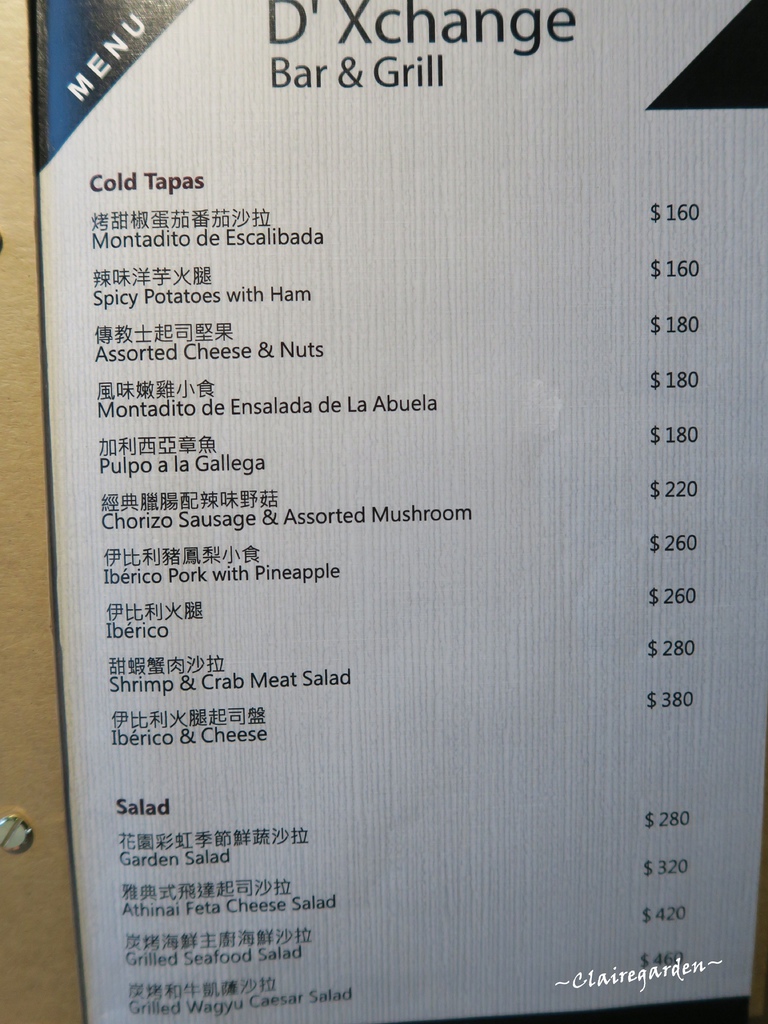 MENU
D' Xchange
Bar & Grill
Cold Tapas
烤甜椒蛋茄番茄沙拉 $ 160
Montadito de Escalibada
辣味洋芋火腿 $ 160
Spicy Potatoes with Ham
傳教士起司堅果 $ 180
Assorted Cheese & Nuts
風味嫩雞小食 $ 180
Montadito de Ensalada de La Abuela
加利西亞章魚 $ 180
Pulpo a la Gallega
經典臘腸配辣味野菇 $ 220
Chorizo Sausage & Assorted Mushroom
伊比利豬鳳梨小食 $ 260
Ibérico Pork with Pineapple
伊比利火腿 $ 260
Ibérico
甜蝦蟹肉沙拉 $ 280
Shrimp & Crab Meat Salad
伊比利火腿起司盤 $ 380
Ibérico & Cheese
Salad
花園彩虹季節鮮蔬沙拉 $ 280
Garden Salad
雅典式飛達起司沙拉 $ 320
Athinai Feta Cheese Salad
炭烤海鮮主廚海鮮沙拉 $ 420
Grilled Seafood Salad
炭烤和牛凱薩沙拉 $ 460
Grilled Wagyu Caesar Salad
~Clairegarden~